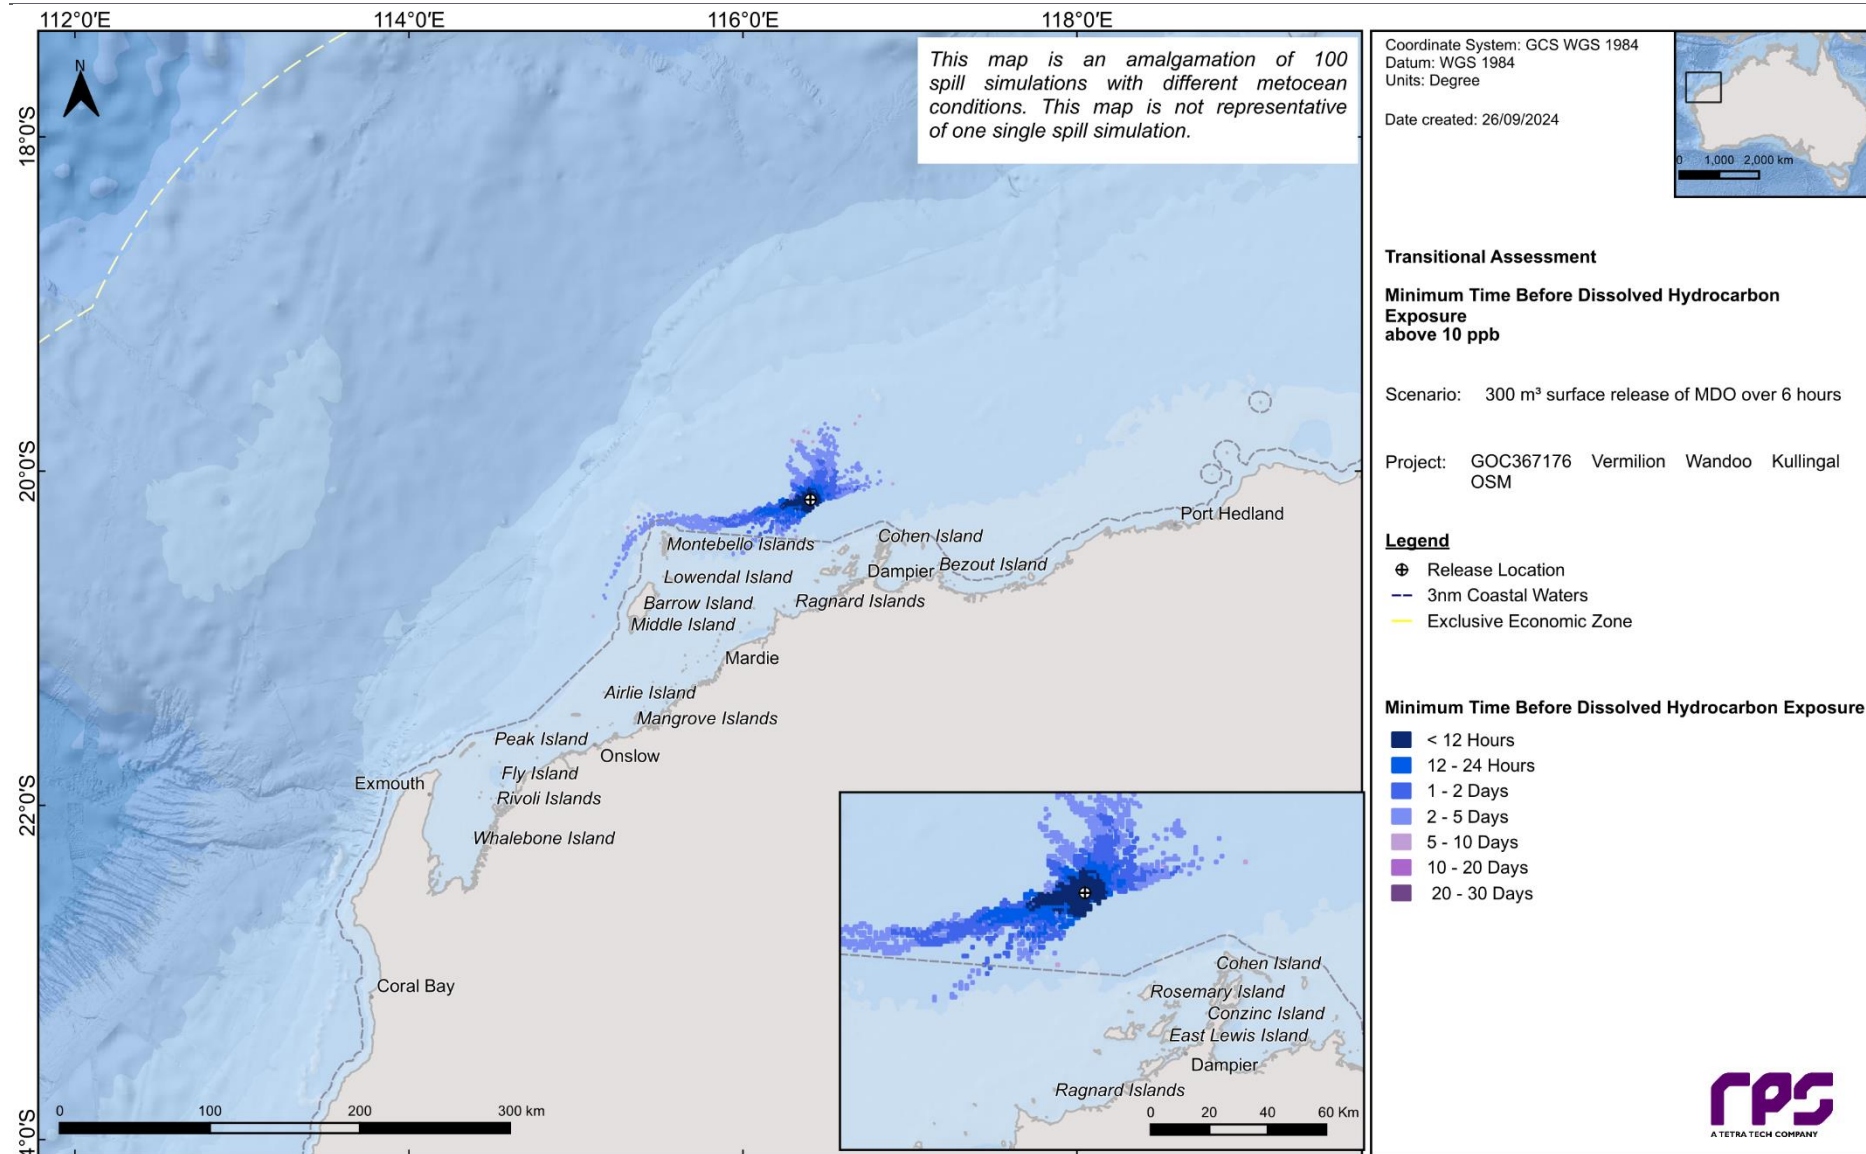 112°0'E
114°0'E
116°0'E
118°0'E
18°0'S
20°0'S
22°0'S
4°0'S
N
This map is an amalgamation of 100
spill simulations with different metocean
conditions. This map is not representative
of one single spill simulation.
Montebello Islands
Cohen Island
Port Hedland
Lowendal Island
Dampier
Bezout Island
Barrow Island
Ragnard Islands
Middle Island
Mardie
Airlie Island
Mangrove Islands
Peak Island
Onslow
Exmouth
Fly Island
Rivoli Islands
Whalebone Island
Coral Bay
0 100 200 300 km
Cohen Island
Rosemary Island
Conzinc Island
East Lewis Island
Dampier
Ragnard Islands
0 20 40 60 Km
Coordinate System: GCS WGS 1984
Datum: WGS 1984
Units: Degree
Date created: 26/09/2024
0 1,000 2,000 km
Transitional Assessment
Minimum Time Before Dissolved Hydrocarbon
Exposure
above 10 ppb
Scenario: 300 m³ surface release of MDO over 6 hours
Project: GOC367176 Vermilion Wandoo Kullingal
OSM
Legend
Release Location
3nm Coastal Waters
Exclusive Economic Zone
Minimum Time Before Dissolved Hydrocarbon Exposure
< 12 Hours
12 - 24 Hours
1 - 2 Days
2 - 5 Days
5 - 10 Days
10 - 20 Days
20 - 30 Days
rps
A TETRA TECH COMPANY